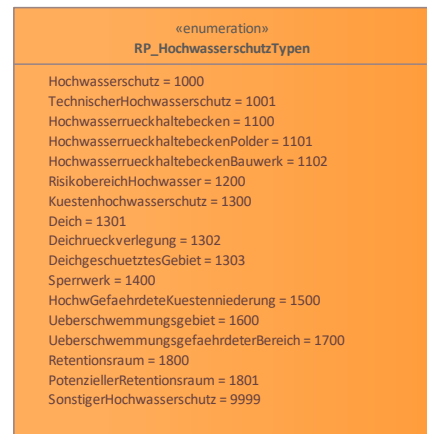 «enumeration»
RP_HochwasserschutzTypen
Hochwasserschutz = 1000
TechnischerHochwasserschutz = 1001
Hochwasserrueckhaltebecken = 1100
HochwasserrueckhaltebeckenPolder = 1101
HochwasserrueckhaltebeckenBauwerk = 1102
RisikobereichHochwasser = 1200
Kuestenhochwasserschutz = 1300
Deich = 1301
Deichrueckverlegung = 1302
DeichgeschuetztesGebiet = 1303
Sperrwerk = 1400
HochwGefaehrdeteKuestenniederung = 1500
Ueberschwemmungsgebiet = 1600
UeberschwemmungsgefaehrdeterBereich = 1700
Retentionsraum = 1800
PotenziellerRetentionsraum = 1801
SonstigerHochwasserschutz = 9999